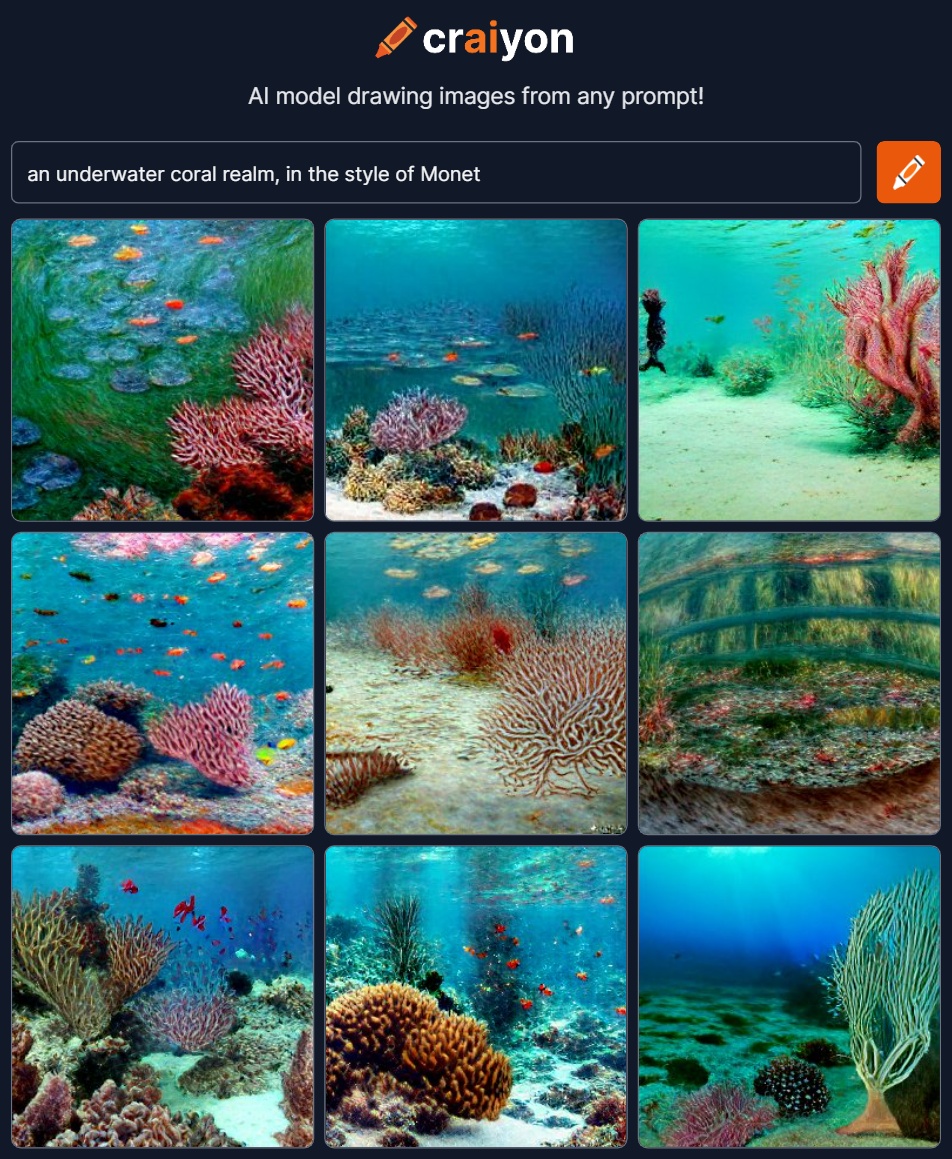 craiyon
AI model drawing images from any prompt!
an underwater coral realm, in the style of Monet